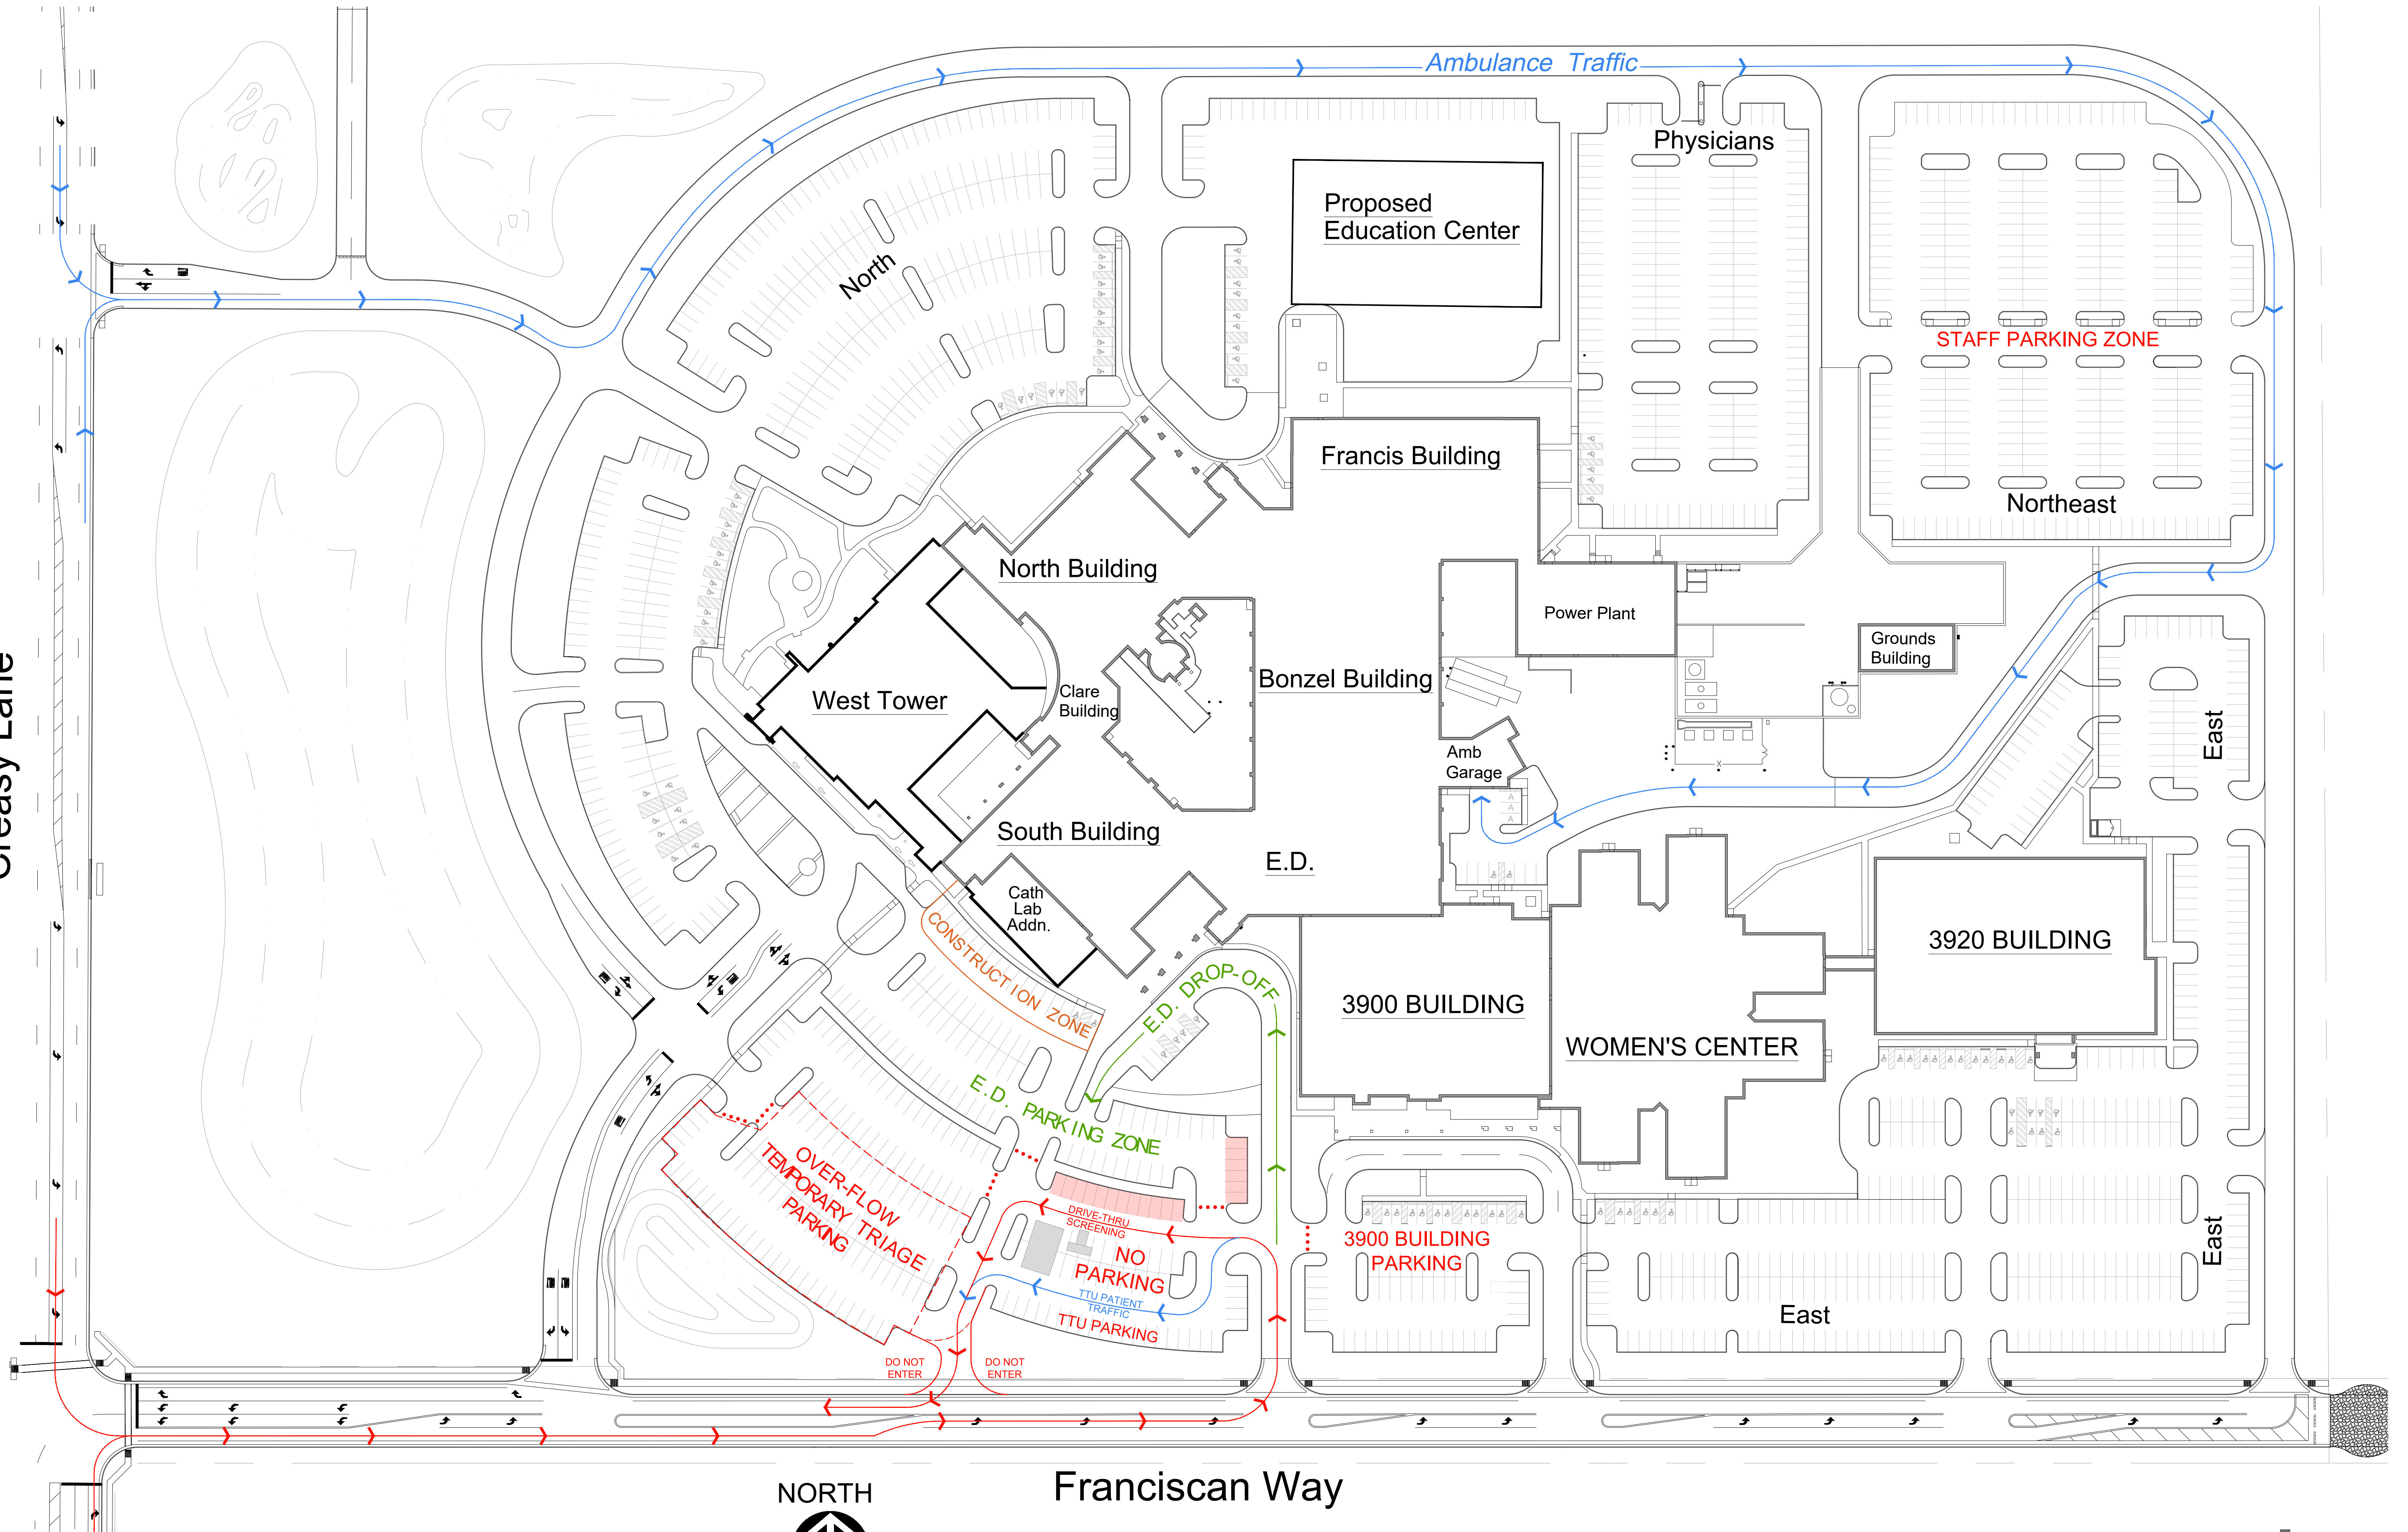 Ambulance Traffic
Physicians
Proposed
Education Center
North
STAFF PARKING ZONE
Northeast
Francis Building
North Building
Power Plant
Grounds
Building
West Tower
Clare
Building
Bonzel Building
East
Amb
Garage
A
A
A
X
South Building
E.D.
Cath
Lab
Addn.
CONSTRUCTION ZONE
E.D. DROP-OFF
3900 BUILDING
3920 BUILDING
WOMEN'S CENTER
E.D. PARKING ZONE
OVER-FLOW
TEMPORARY TRIAGE
PARKING
DRIVE-THRU
SCREENING
NO
PARKING
TTU PATIENT
TRAFFIC
TTU PARKING
3900 BUILDING
PARKING
East
East
DO NOT
ENTER
DO NOT
ENTER
Franciscan Way
NORTH